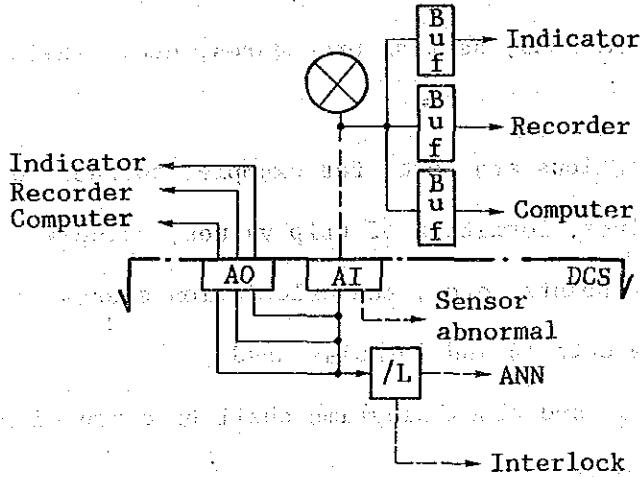 Buf
Indicator
Buf
Recorder
Buf
Computer
Indicator
Recorder
Computer
AO
AI
DCS
Sensor
abnormal
/L
ANN
Interlock